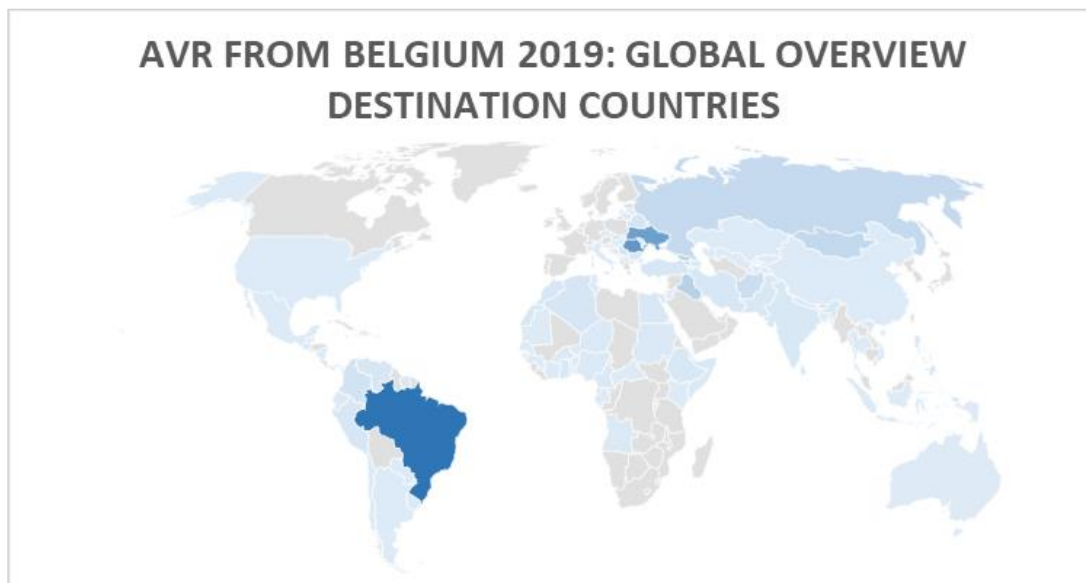 AVR FROM BELGIUM 2019: GLOBAL OVERVIEW
DESTINATION COUNTRIES